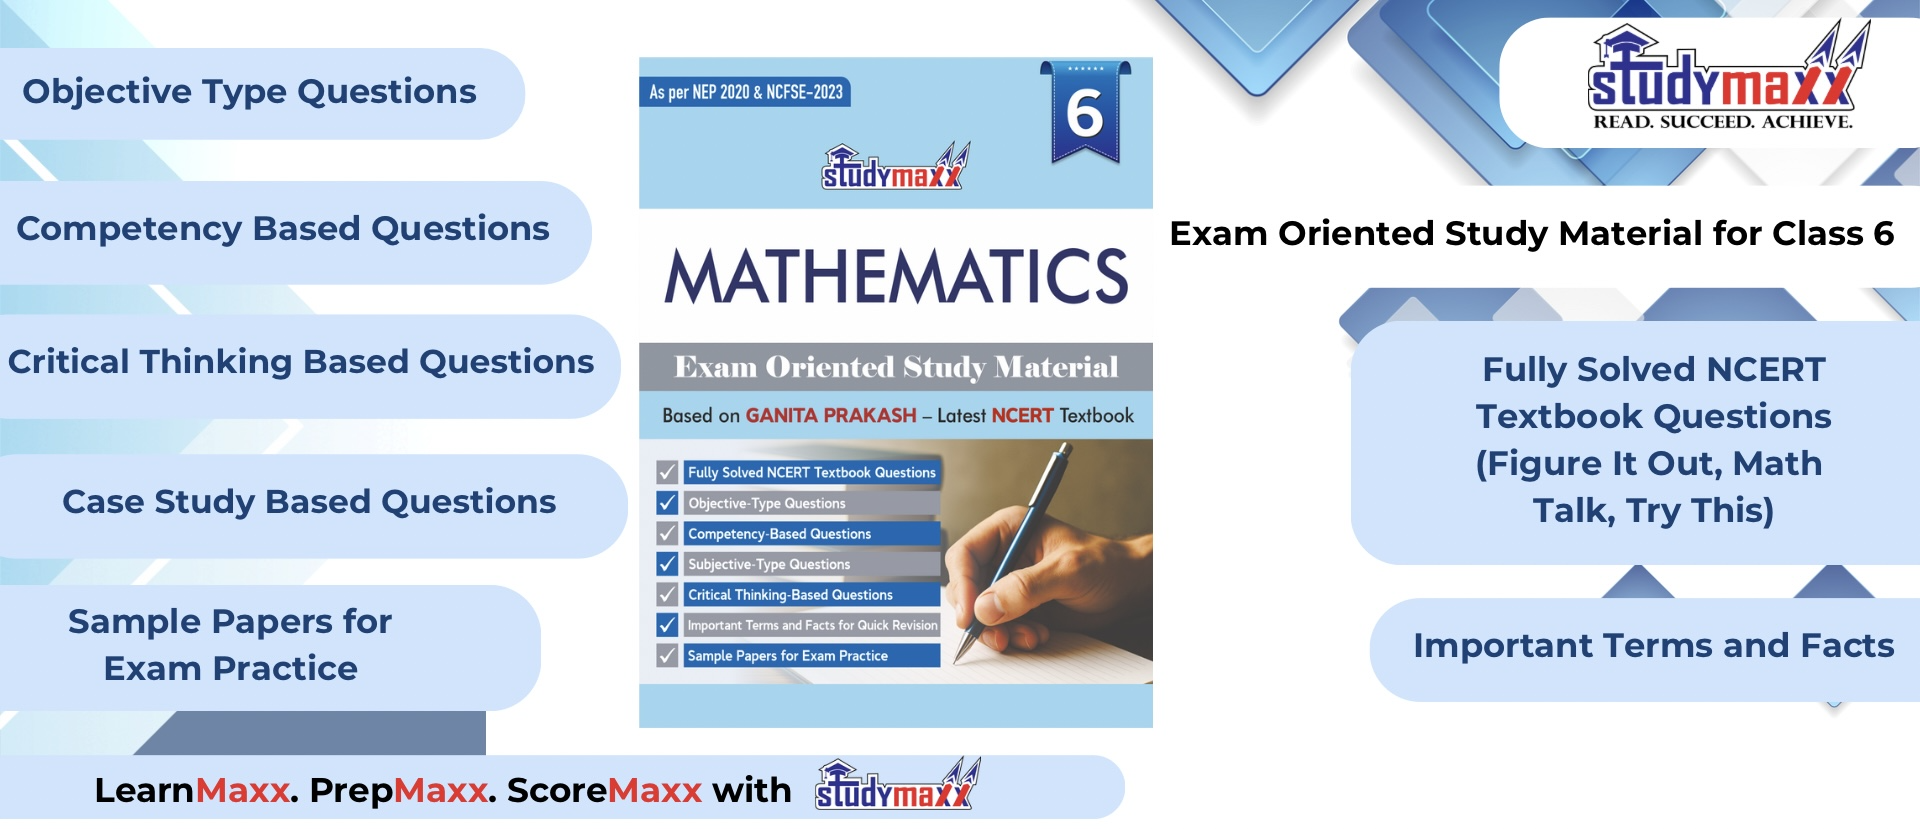 Objective Type Questions
Competency Based Questions
Critical Thinking Based Questions
Case Study Based Questions
Sample Papers for
Exam Practice
LearnMaxx. PrepMaxx. ScoreMaxx with
studymaxx
As per NEP 2020 & NCFSE-2023
6
studymaxx
MATHEMATICS
Exam Oriented Study Material
Based on GANITA PRAKASH – Latest NCERT Textbook
Fully Solved NCERT Textbook Questions
Objective-Type Questions
Competency-Based Questions
Subjective-Type Questions
Critical Thinking-Based Questions
Important Terms and Facts for Quick Revision
Sample Papers for Exam Practice
studymaxx
READ. SUCCEED. ACHIEVE.
Exam Oriented Study Material for Class 6
Fully Solved NCERT
Textbook Questions
(Figure It Out, Math
Talk, Try This)
Important Terms and Facts